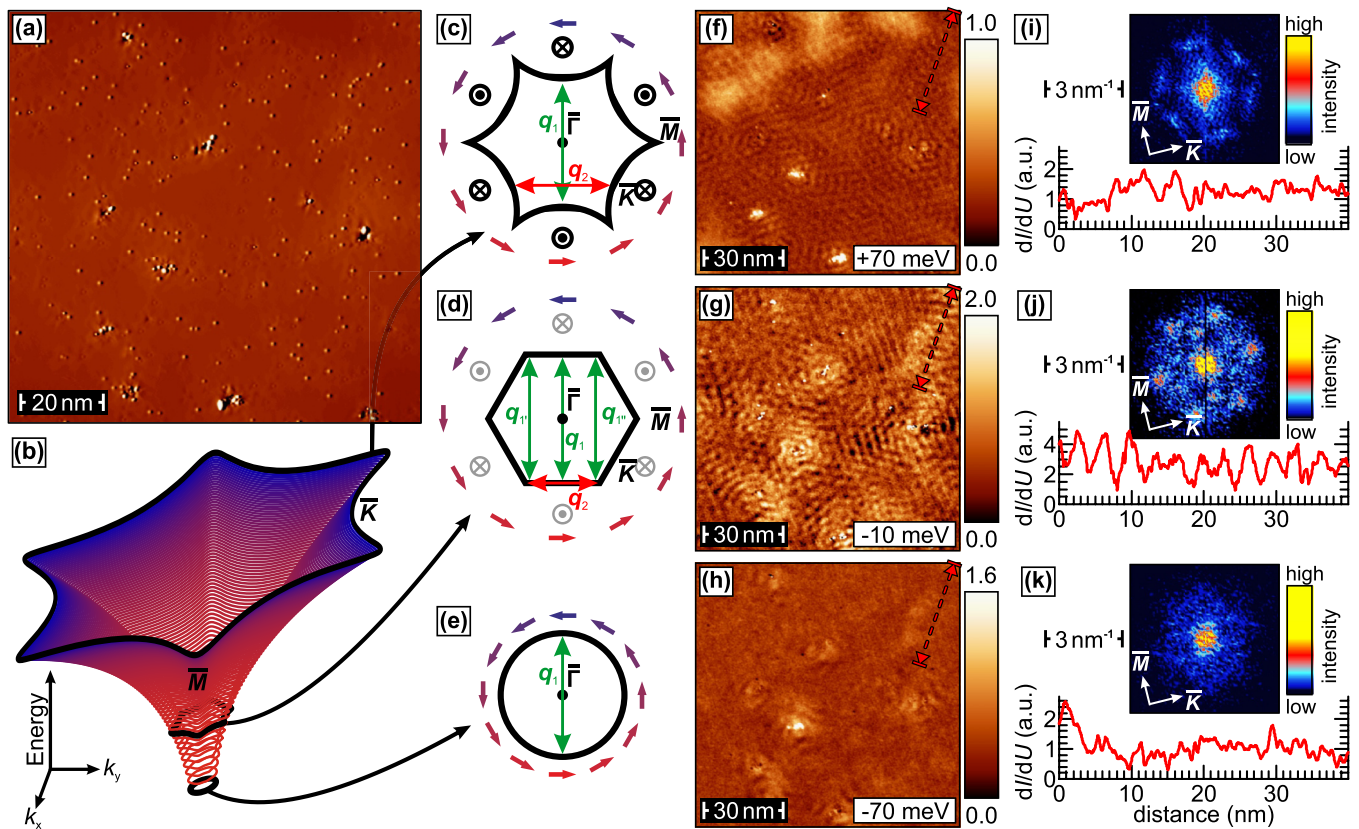 (a)
20 nm
(b)
K̅
M̅
Energy
k_y
k_x
(c)
q₁
Γ̅
M̅
q₂
K̅
(d)
Γ̅
M̅
q₁'
q₁
q₁''
K̅
q₂
(e)
q₁
Γ̅
(f)
1.0
30 nm
+70 meV
0.0
(g)
2.0
30 nm
-10 meV
0.0
(h)
1.6
30 nm
-70 meV
0.0
(i)
high
3 nm⁻¹
intensity
M̅
K̅
low
dI/dU (a.u.)
2
1
0
0 10 20 30
(j)
high
3 nm⁻¹
intensity
M̅
K̅
low
dI/dU (a.u.)
4
2
0
0 10 20 30
(k)
high
3 nm⁻¹
intensity
M̅
K̅
low
dI/dU (a.u.)
2
1
0
0 10 20 30
distance (nm)